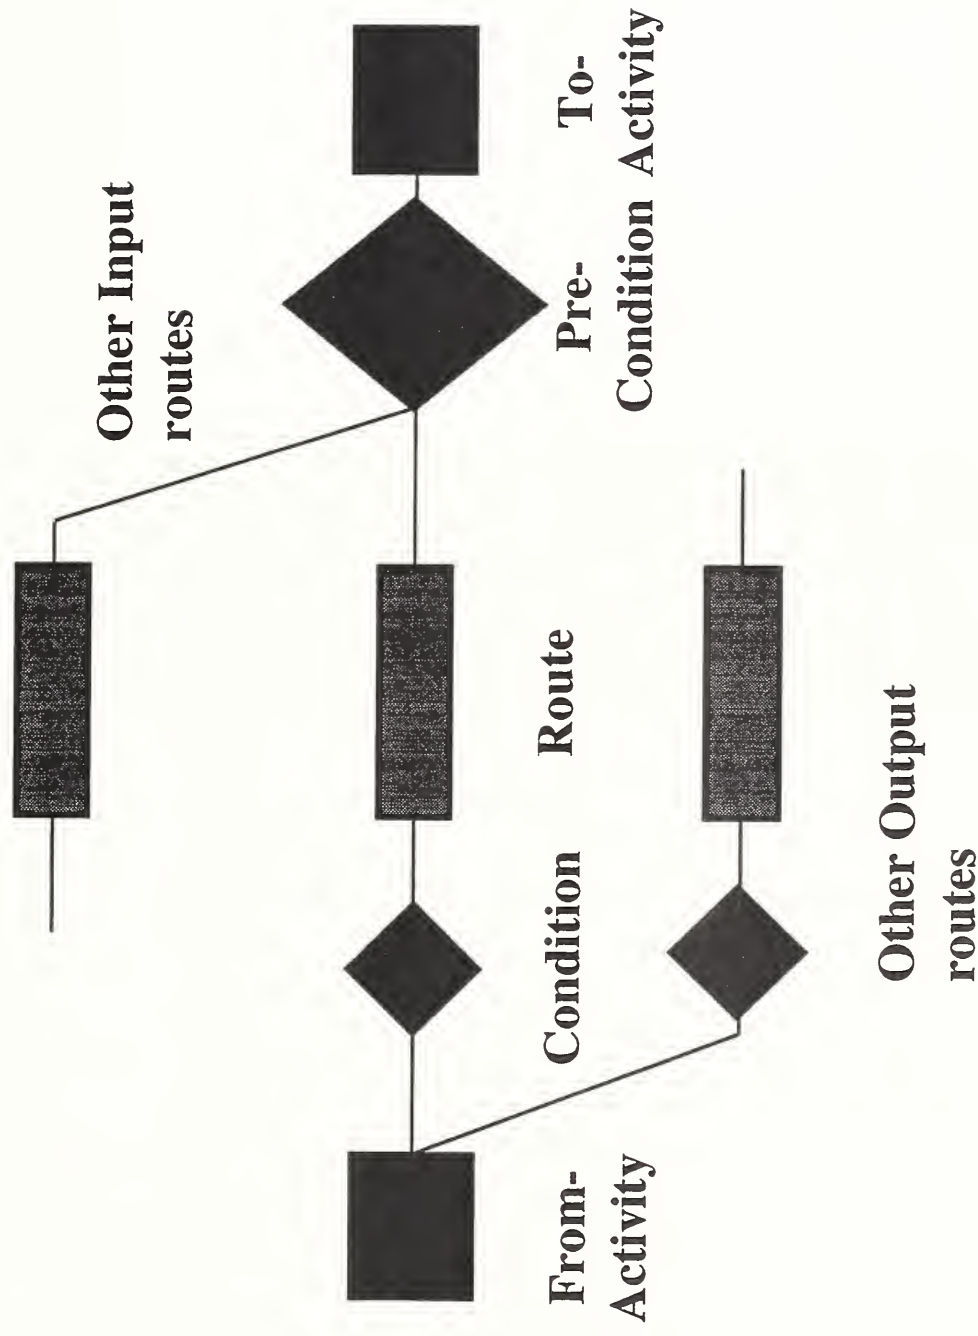 Other Input
routes
From-
Activity
Condition
Route
Pre-
Condition
To-
Activity
Other Output
routes